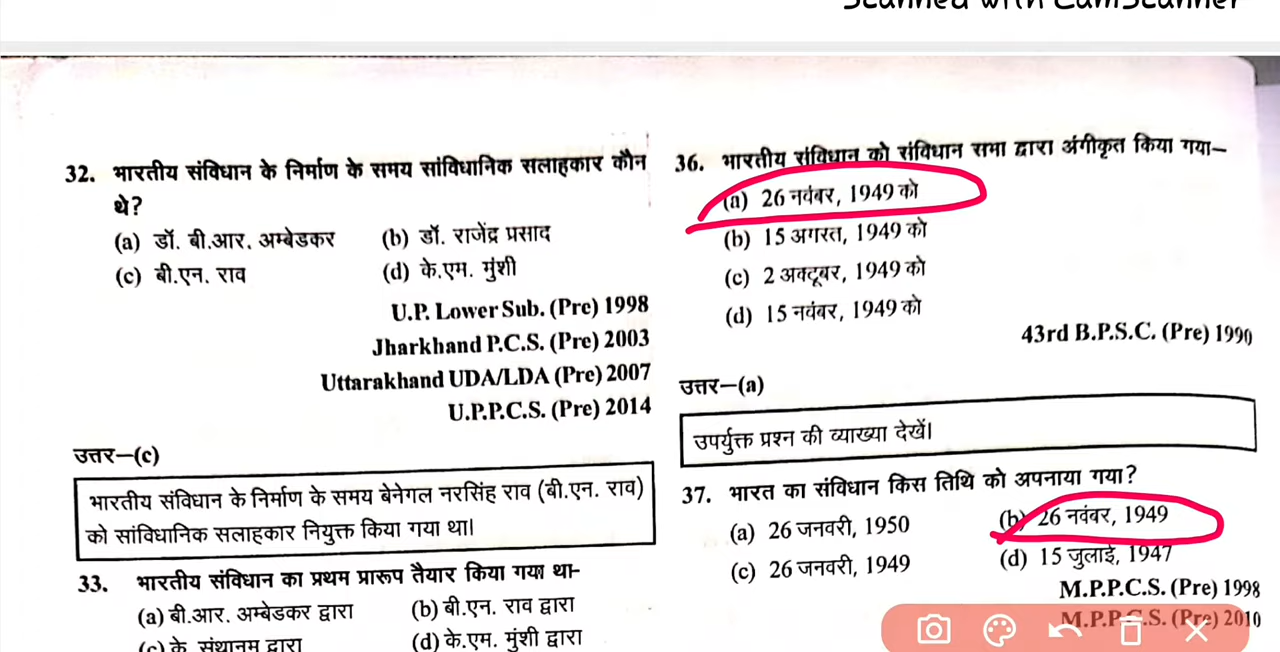 Scanned with CamScanner
32. भारतीय संविधान के निर्माण के समय सांविधानिक सलाहकार कौन
थे?
(a) डॉ. बी.आर. अम्बेडकर (b) डॉ. राजेंद्र प्रसाद
(c) बी.एन. राव (d) के.एम. मुंशी
U.P. Lower Sub. (Pre) 1998
Jharkhand P.C.S. (Pre) 2003
Uttarakhand UDA/LDA (Pre) 2007
U.P.P.C.S. (Pre) 2014
उत्तर—(c)
भारतीय संविधान के निर्माण के समय बेनेगल नरसिंह राव (बी.एन. राव)
को सांविधानिक सलाहकार नियुक्त किया गया था।
33. भारतीय संविधान का प्रथम प्रारूप तैयार किया गया था-
(a) बी.आर. अम्बेडकर द्वारा (b) बी.एन. राव द्वारा
(c) के. संथानम द्वारा (d) के.एम. मुंशी द्वारा
36. भारतीय संविधान को संविधान सभा द्वारा अंगीकृत किया गया—
(a) 26 नवंबर, 1949 को
(b) 15 अगस्त, 1949 को
(c) 2 अक्टूबर, 1949 को
(d) 15 नवंबर, 1949 को
43rd B.P.S.C. (Pre) 1990
उत्तर—(a)
उपर्युक्त प्रश्न की व्याख्या देखें।
37. भारत का संविधान किस तिथि को अपनाया गया?
(a) 26 जनवरी, 1950 (b) 26 नवंबर, 1949
(c) 26 जनवरी, 1949 (d) 15 जुलाई, 1947
M.P.P.C.S. (Pre) 1998
M.P.P.C.S. (Pre) 2010